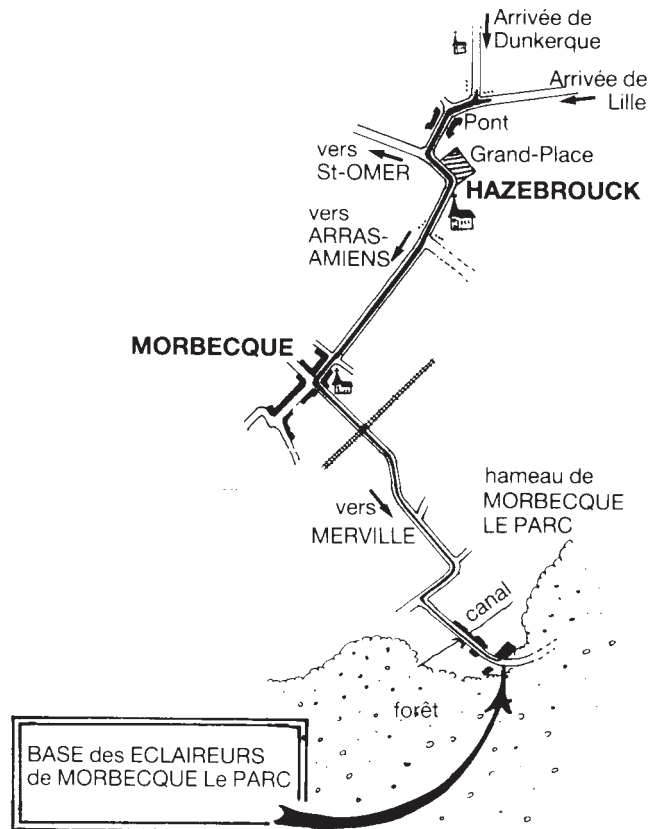 Arrivée de
Dunkerque
Arrivée de
Lille
Pont
Grand-Place
vers
St-OMER
HAZEBROUCK
vers
ARRAS-
AMIENS
MORBECQUE
hameau de
MORBECQUE
LE PARC
vers
MERVILLE
canal
forêt
BASE des ECLAIREURS
de MORBECQUE Le PARC